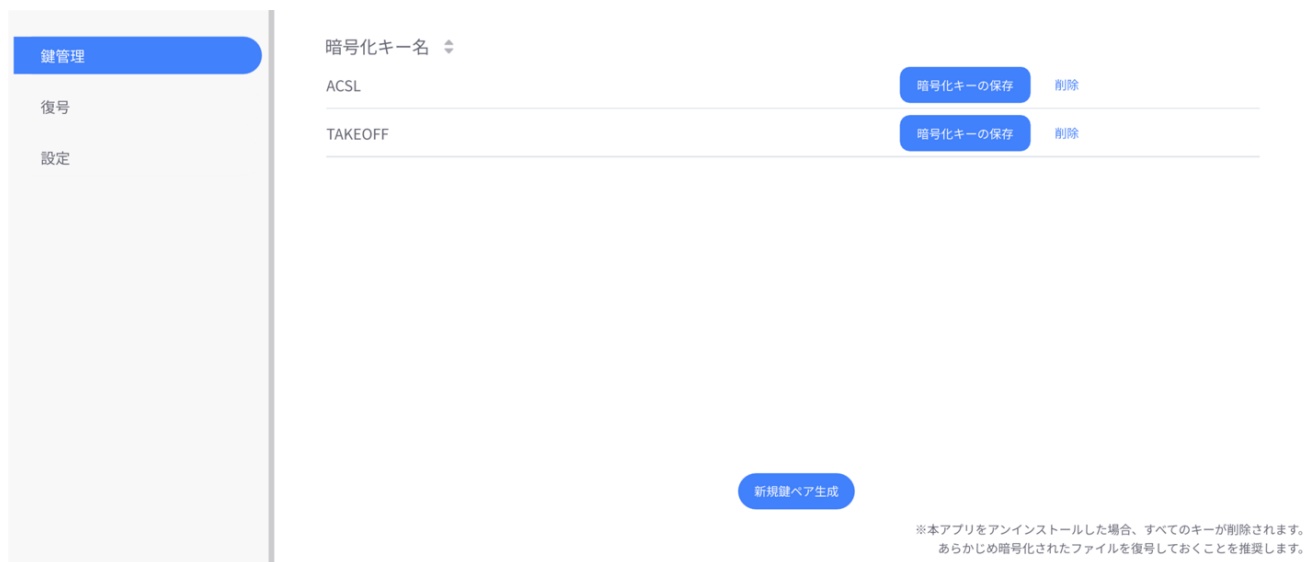 鍵管理
復号
設定
暗号化キー名
ACSL 暗号化キーの保存 削除
TAKEOFF 暗号化キーの保存 削除
新規鍵ペア生成
※本アプリをアンインストールした場合、すべてのキーが削除されます。
あらかじめ暗号化されたファイルを復号しておくことを推奨します。